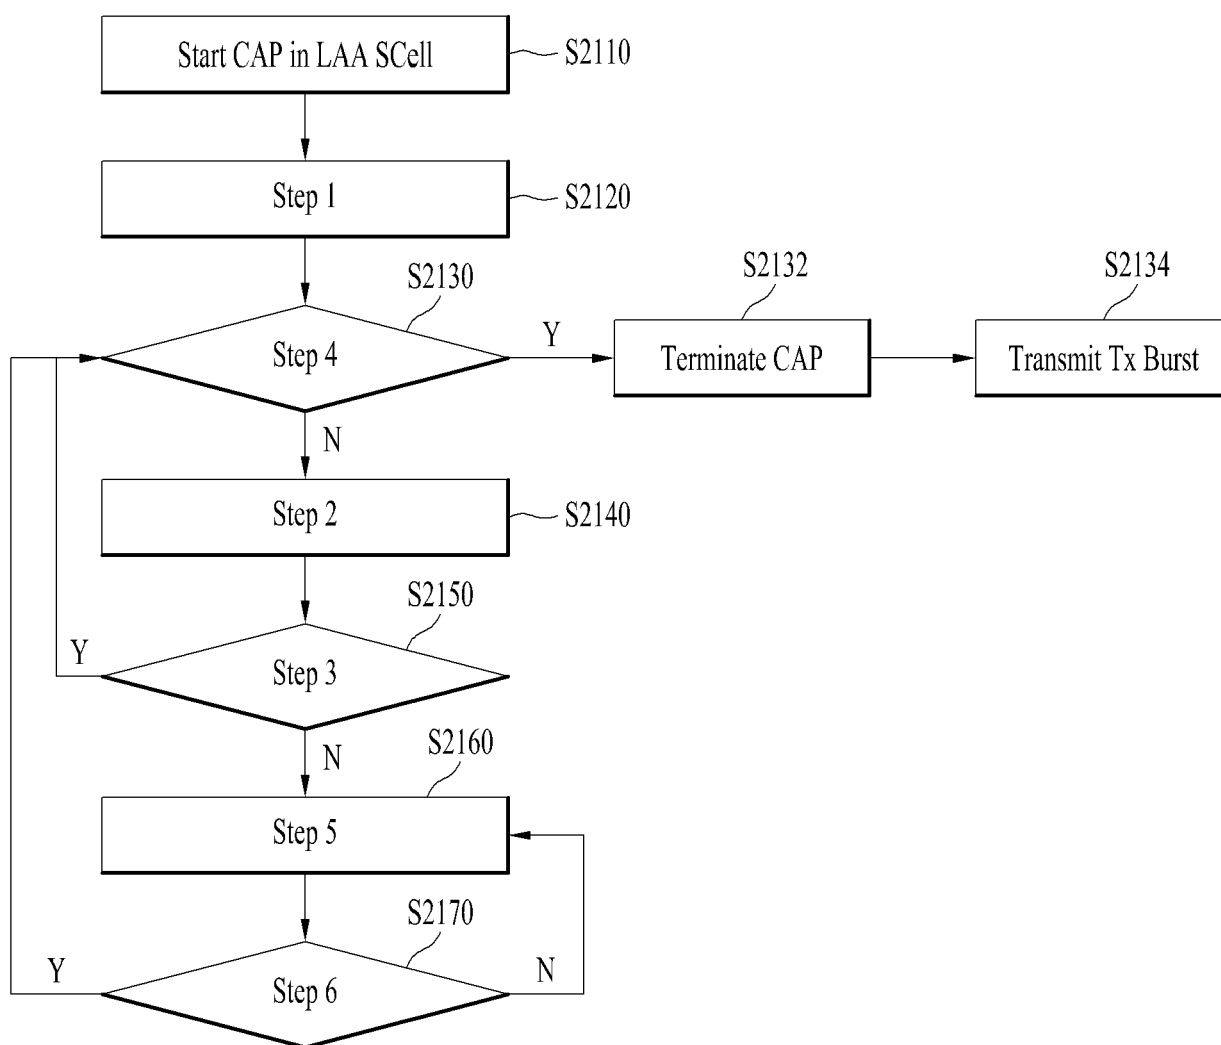 Start CAP in LAA SCell
S2110
Step 1
S2120
S2130
S2132
S2134
Step 4
Y
Terminate CAP
Transmit Tx Burst
N
Step 2
S2140
S2150
Y
Step 3
N
S2160
Step 5
S2170
Y
Step 6
N